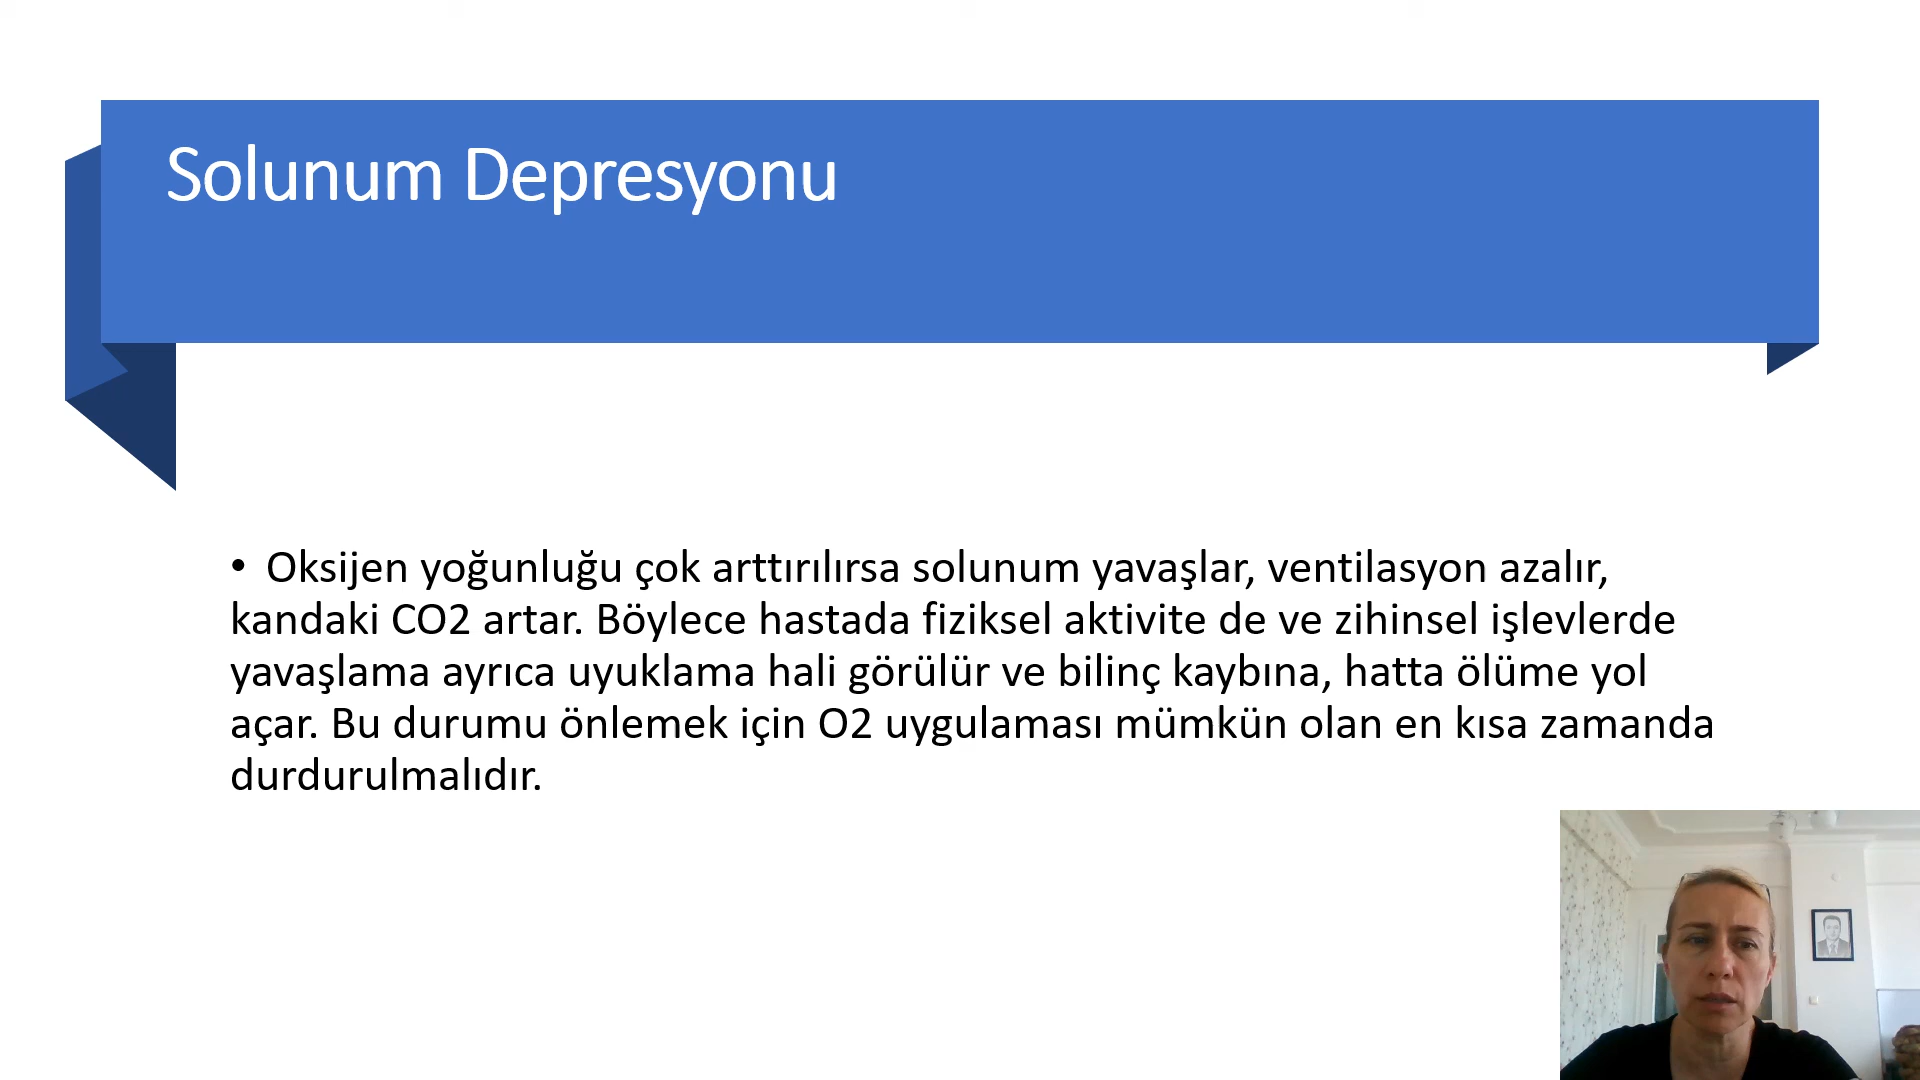 Solunum Depresyonu
• Oksijen yoğunluğu çok arttırılırsa solunum yavaşlar, ventilasyon azalır,
kandaki CO2 artar. Böylece hastada fiziksel aktivite de ve zihinsel işlevlerde
yavaşlama ayrıca uyuklama hali görülür ve bilinç kaybına, hatta ölüme yol
açar. Bu durumu önlemek için O2 uygulaması mümkün olan en kısa zamanda
durdurulmalıdır.